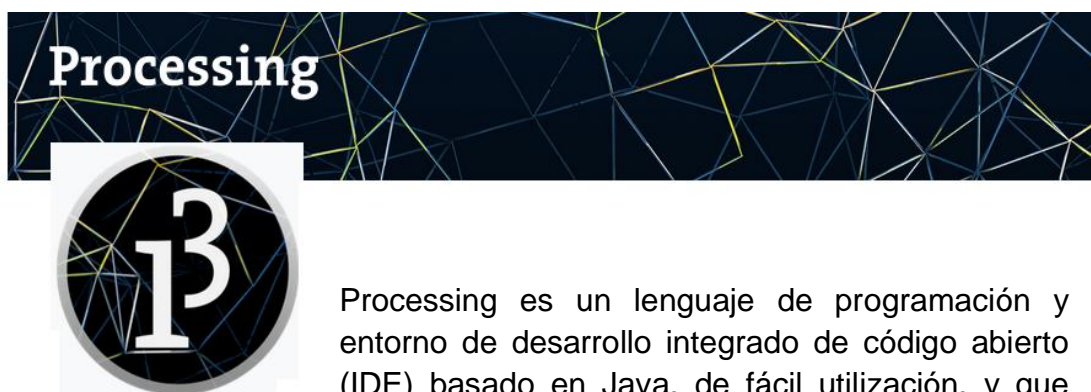 Processing
13
Processing es un lenguaje de programación y
entorno de desarrollo integrado de código abierto
(IDE) basado en Java, de fácil utilización, y que